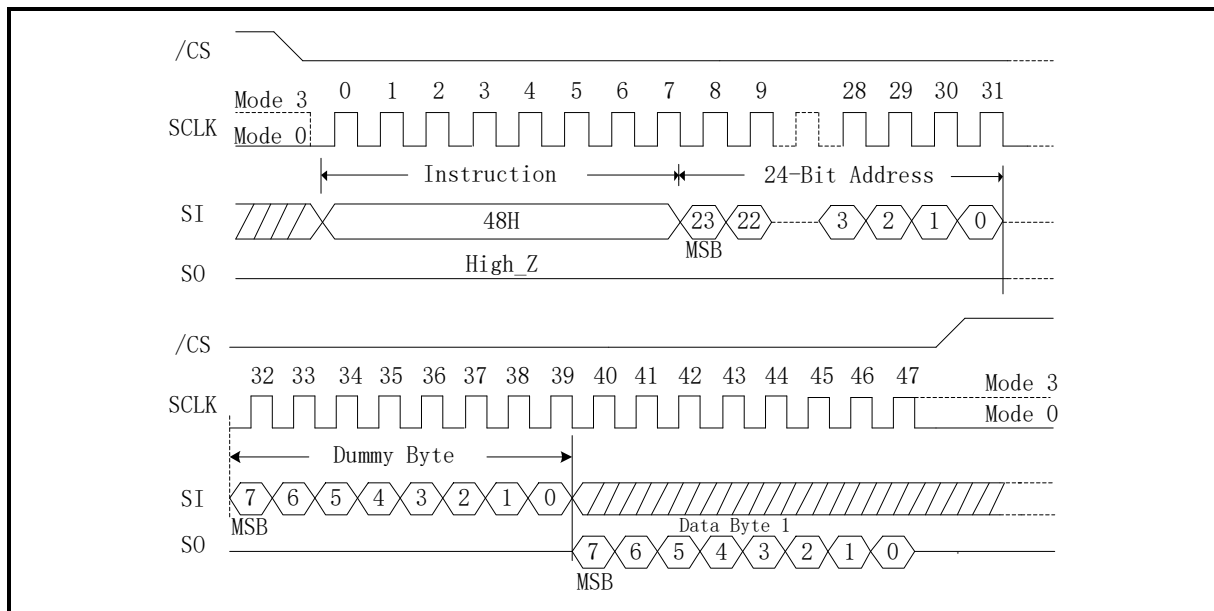 /CS
0 1 2 3 4 5 6 7 8 9 28 29 30 31
Mode 3
SCLK Mode 0
Instruction 24-Bit Address
SI 48H 23 22 3 2 1 0
MSB
High_Z
SO
/CS
32 33 34 35 36 37 38 39 40 41 42 43 44 45 46 47
Mode 3
SCLK Mode 0
Dummy Byte
SI 7 6 5 4 3 2 1 0
MSB Data Byte 1
SO 7 6 5 4 3 2 1 0
MSB